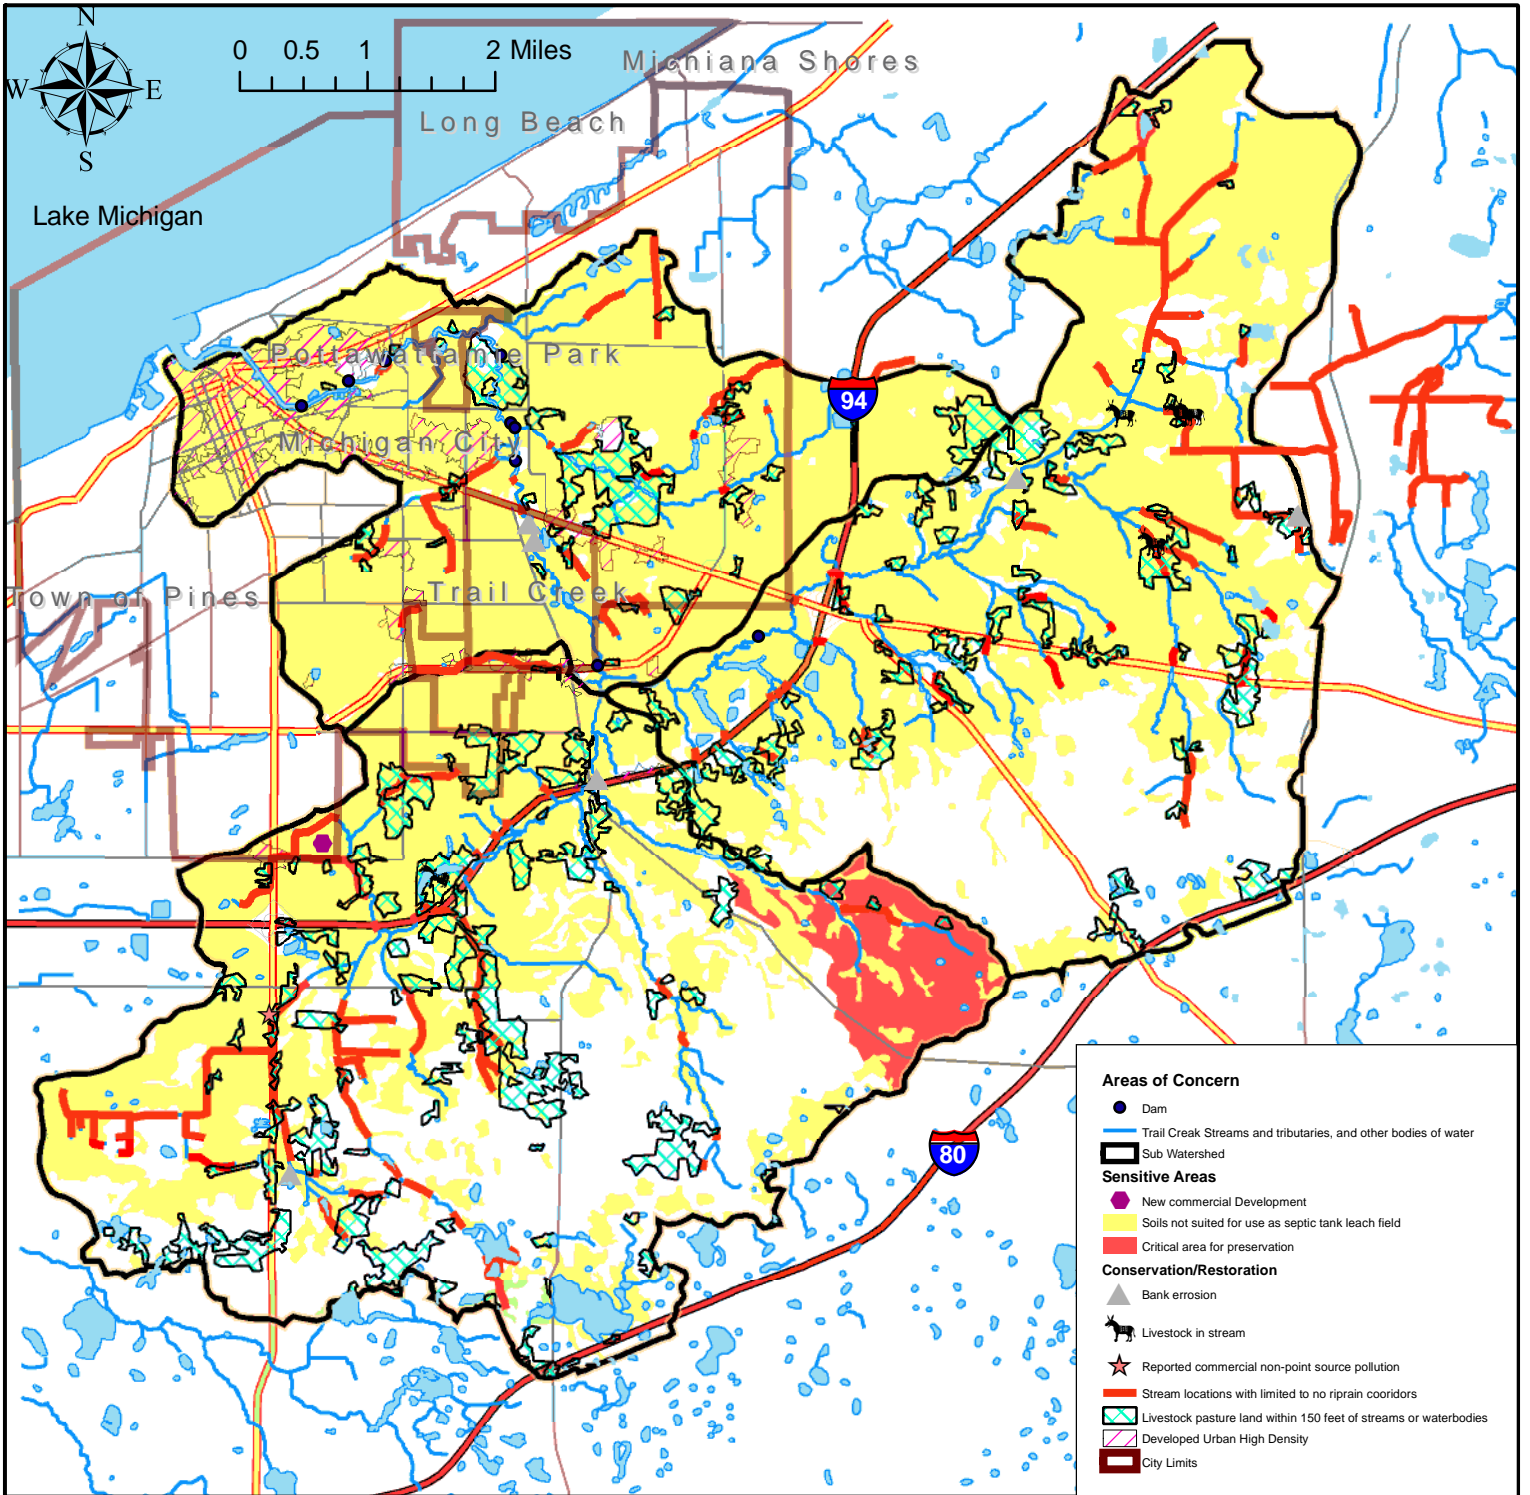 N
W E
S
0 0.5 1 2 Miles
Michiana Shores
Long Beach
Lake Michigan
Pottawattamie Park
94
Michigan City
Town of Pines
Trail Creek
80
Areas of Concern
Dam
Trail Creak Streams and tributaries, and other bodies of water
Sub Watershed
Sensitive Areas
New commercial Development
Soils not suited for use as septic tank leach field
Critical area for preservation
Conservation/Restoration
Bank errosion
Livestock in stream
Reported commercial non-point source pollution
Stream locations with limited to no riprain cooridors
Livestock pasture land within 150 feet of streams or waterbodies
Developed Urban High Density
City Limits